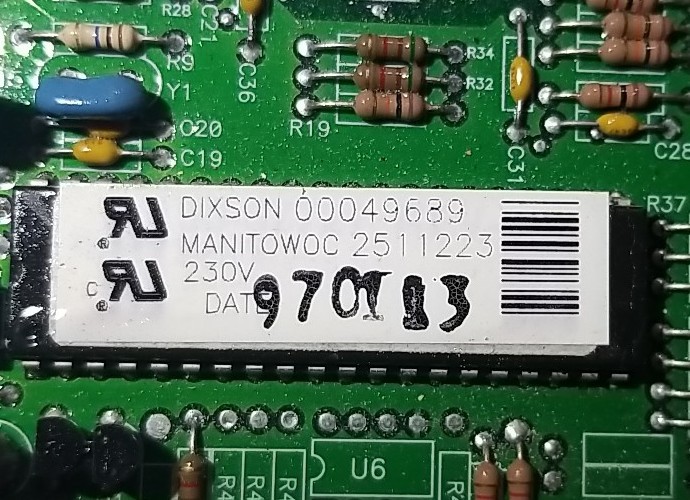 R28
C21
R9
C36
R34
Y1
R32
C20
R19
C19
C31
C28
R37
DIXSON 00049689
MANITOWOC 2511223
230V
DATE
U6